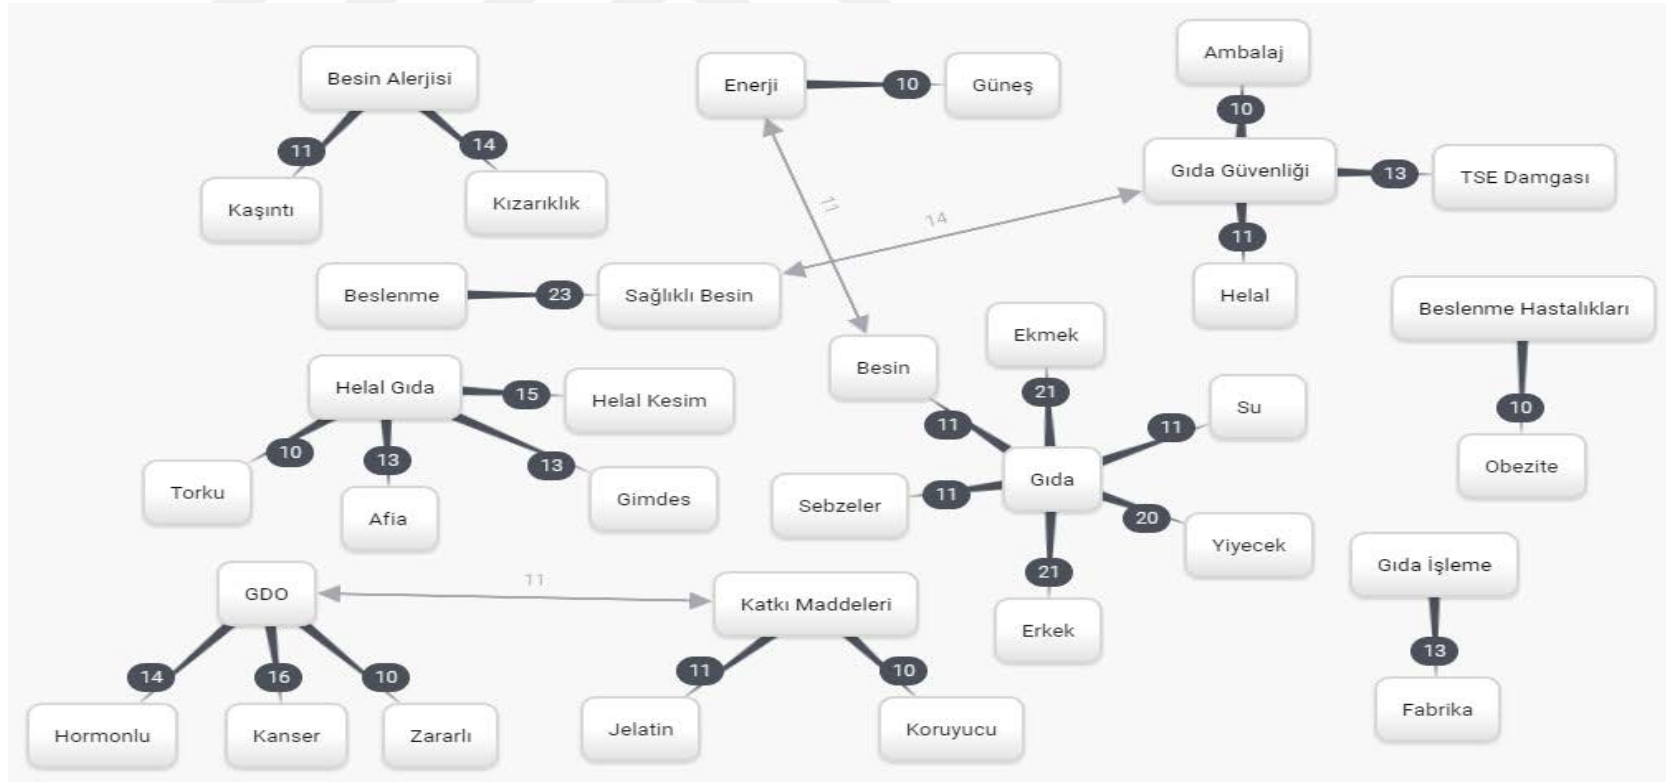 Besin Alerjisi
11
14
Kaşıntı
Kızarıklık
Enerji
10
Güneş
11
14
Ambalaj
10
Gıda Güvenliği
13
TSE Damgası
11
Helal
Beslenme
23
Sağlıklı Besin
Beslenme Hastalıkları
10
Obezite
Helal Gıda
15
Helal Kesim
10
13
13
Torku
Afia
Gimdes
Besin
11
Ekmek
21
Su
11
Gıda
Sebzeler
11
20
Yiyecek
21
Erkek
Gıda İşleme
13
Fabrika
GDO
11
Katkı Maddeleri
14
16
10
Hormonlu
Kanser
Zararlı
11
10
Jelatin
Koruyucu